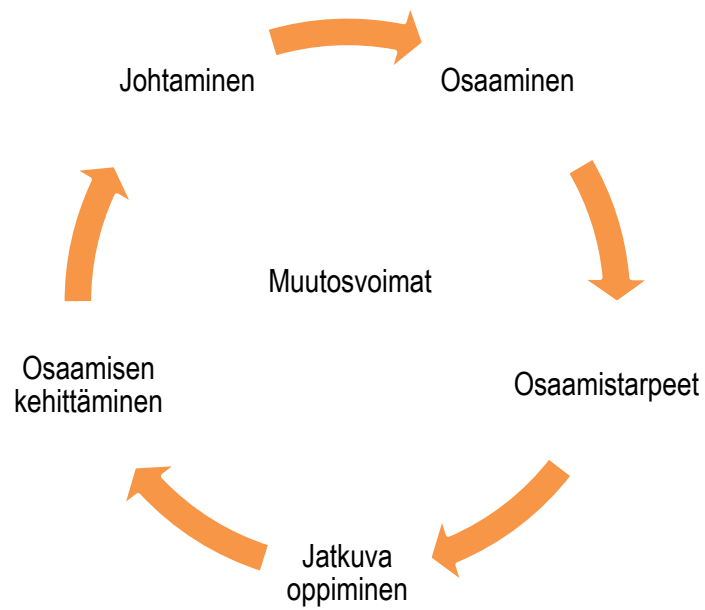 Johtaminen
Osaaminen
Muutosvoimat
Osaamisen
kehittäminen
Osaamistarpeet
Jatkuva
oppiminen